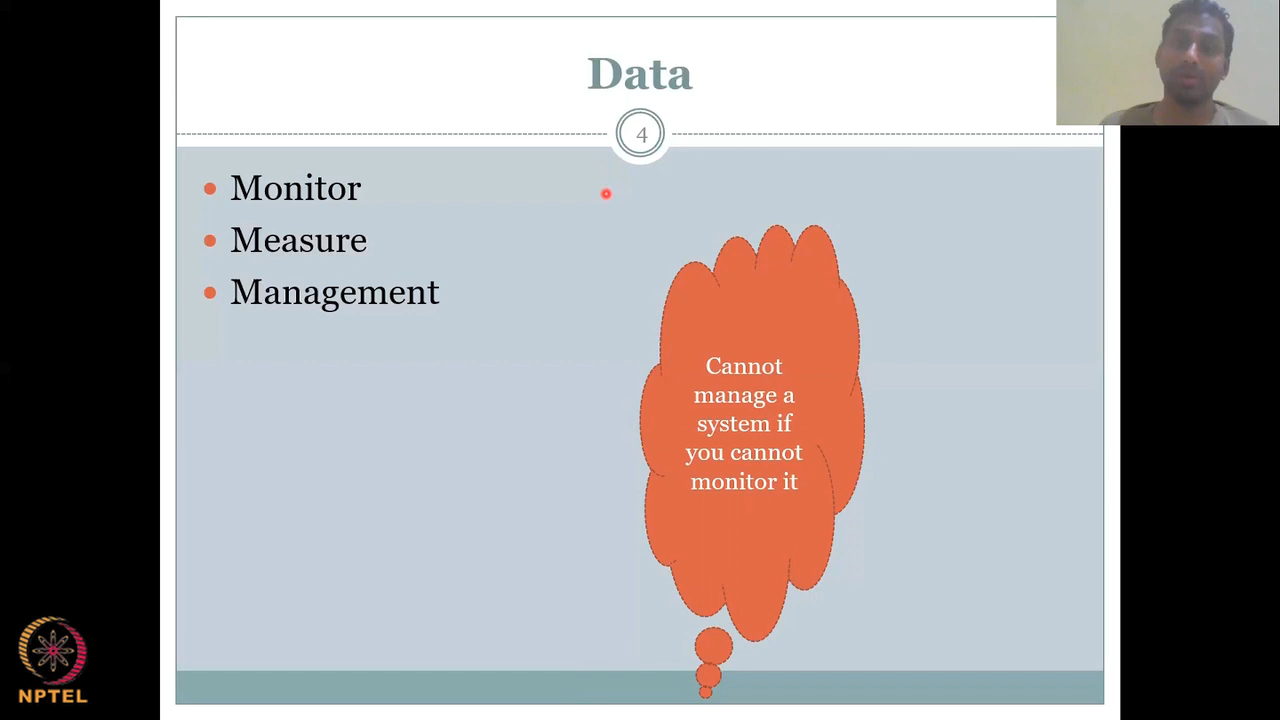 Data
4
Monitor
Measure
Management
Cannot
manage a
system if
you cannot
monitor it
NPTEL